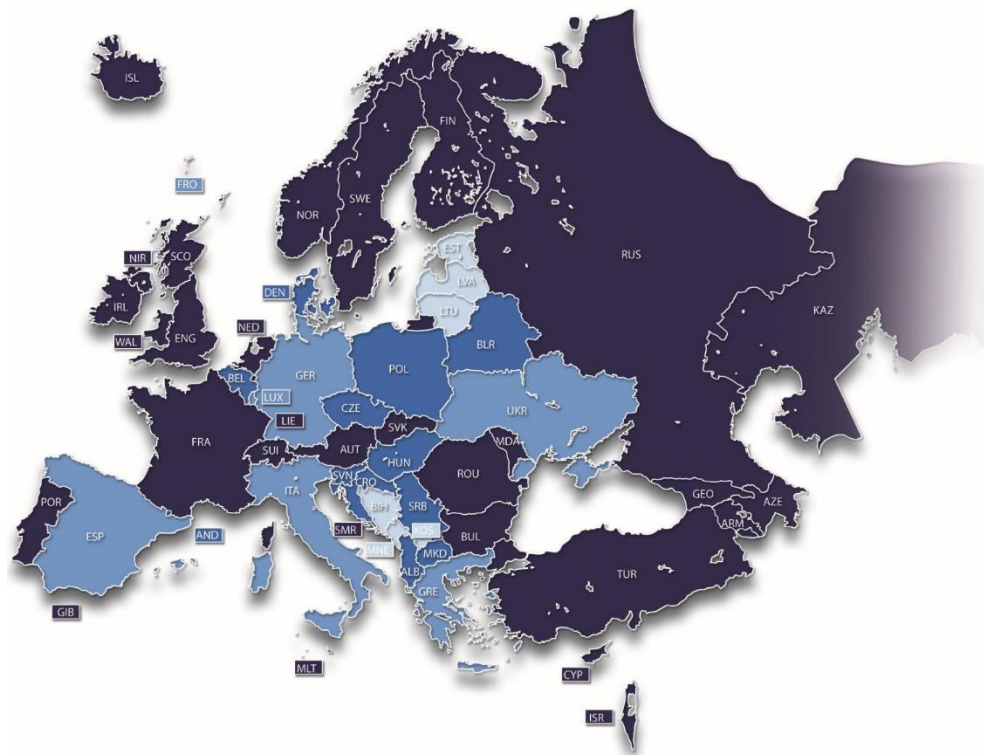 ISL
FIN
FRO
SWE
NOR
RUS
NIR
SCO
EST
LVA
DEN
IRL
LTU
KAZ
NED
WAL
ENG
BLR
GER
POL
BEL
LUX
CZE
UKR
LIE
SVK
FRA
MDA
SUI
AUT
HUN
ROU
SVN
CRO
ITA
GEO
POR
BIH
SRB
AZE
ARM
SMR
KOS
AND
BUL
ESP
MNE
MKD
ALB
TUR
GRE
GIB
MLT
CYP
ISR